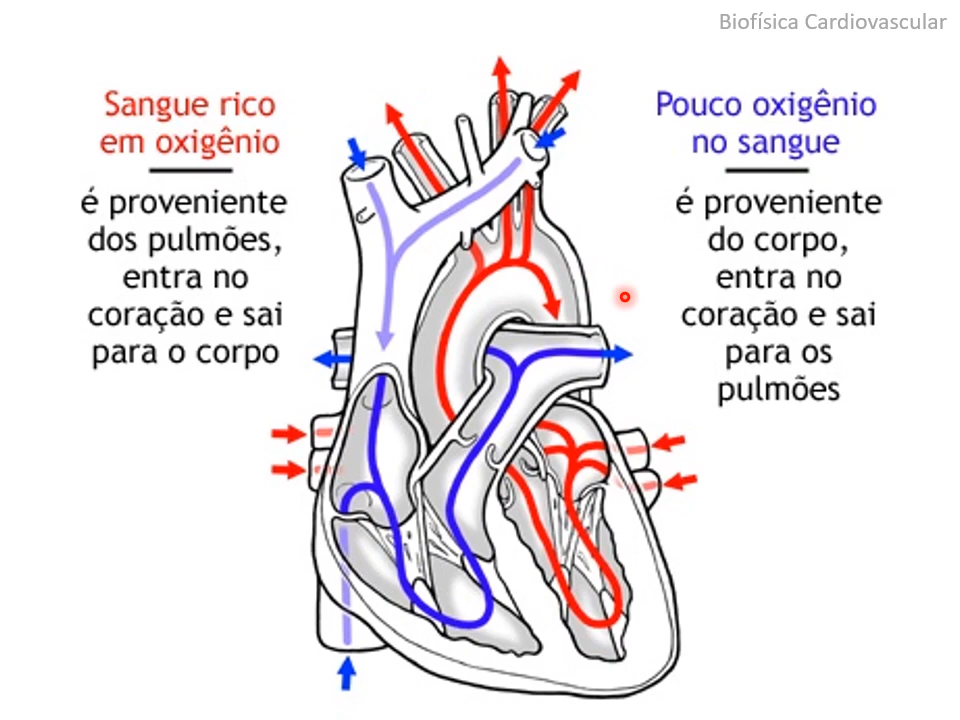 Biofísica Cardiovascular
Sangue rico
em oxigênio
é proveniente
dos pulmões,
entra no
coração e sai
para o corpo
Pouco oxigênio
no sangue
é proveniente
do corpo,
entra no
coração e sai
para os
pulmões